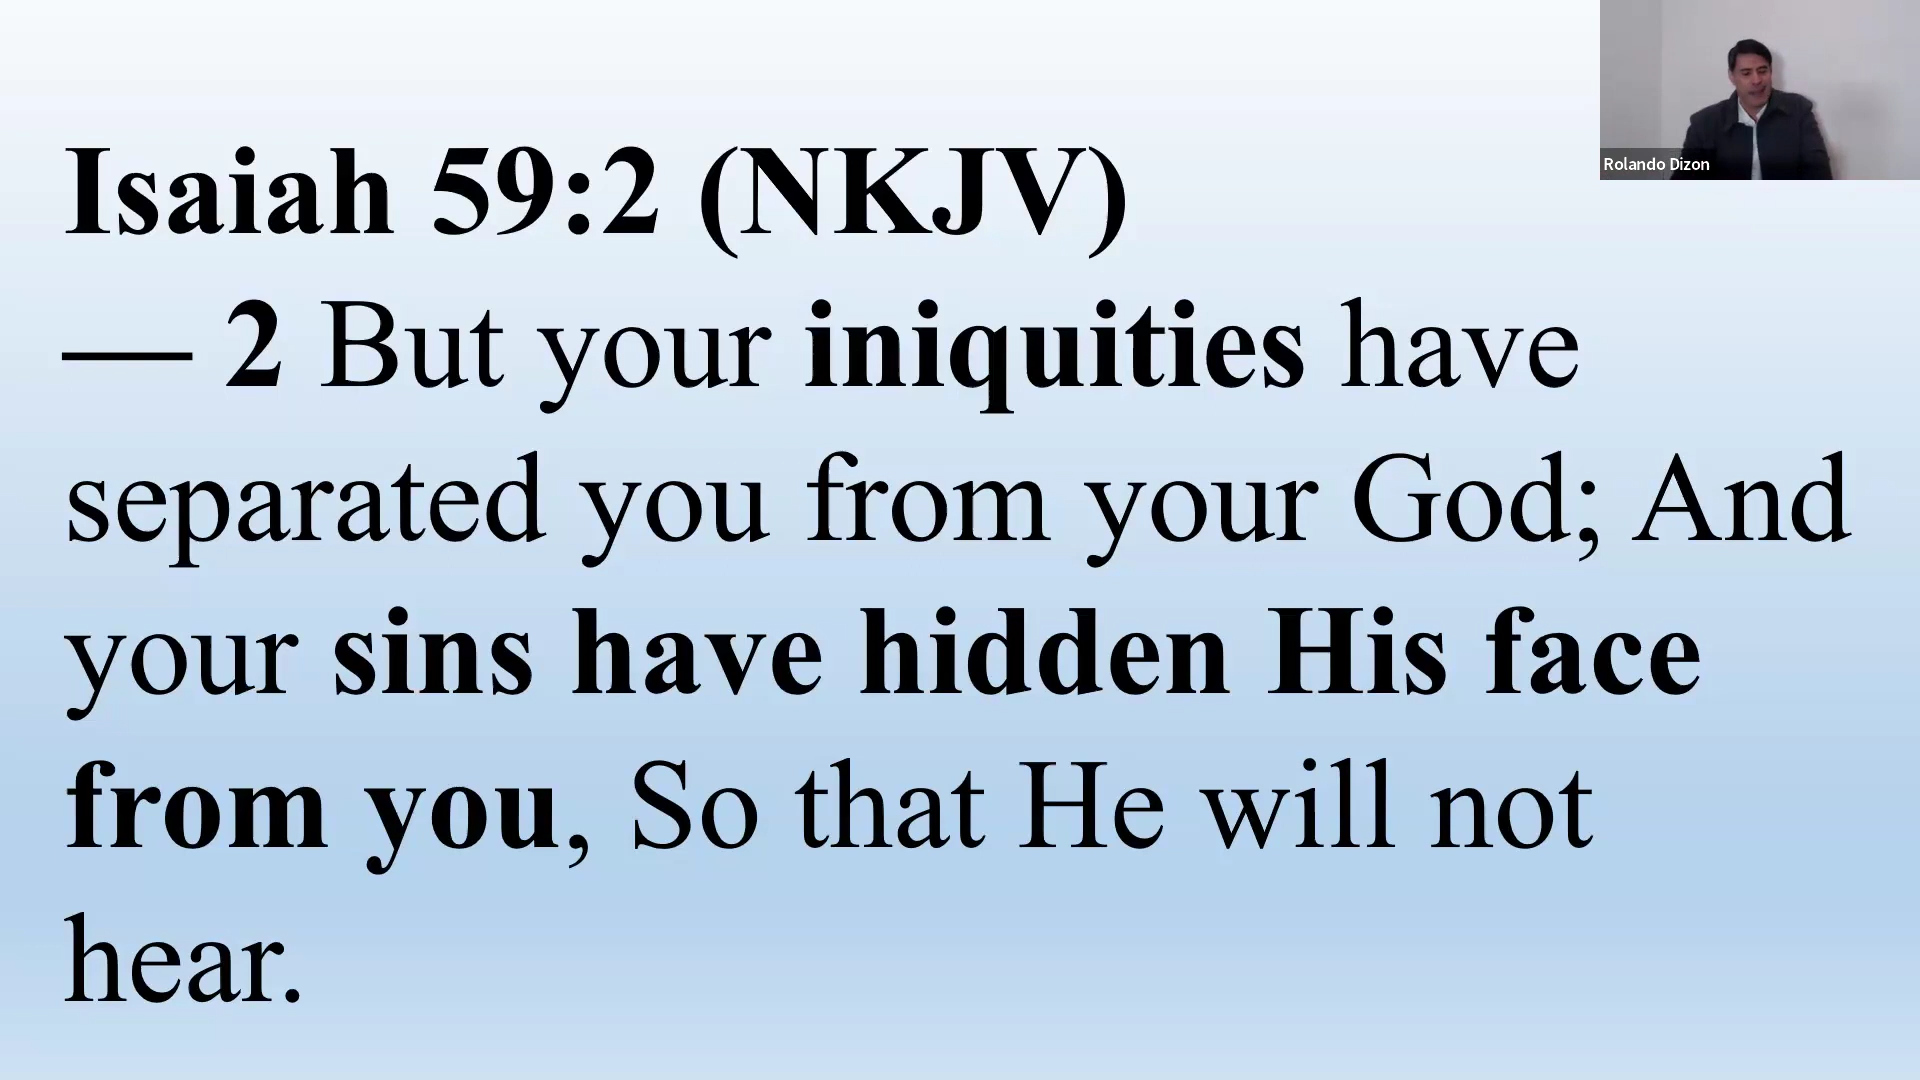 Rolando Dizon
Isaiah 59:2 (NKJV)
— 2 But your iniquities have
separated you from your God; And
your sins have hidden His face
from you, So that He will not
hear.